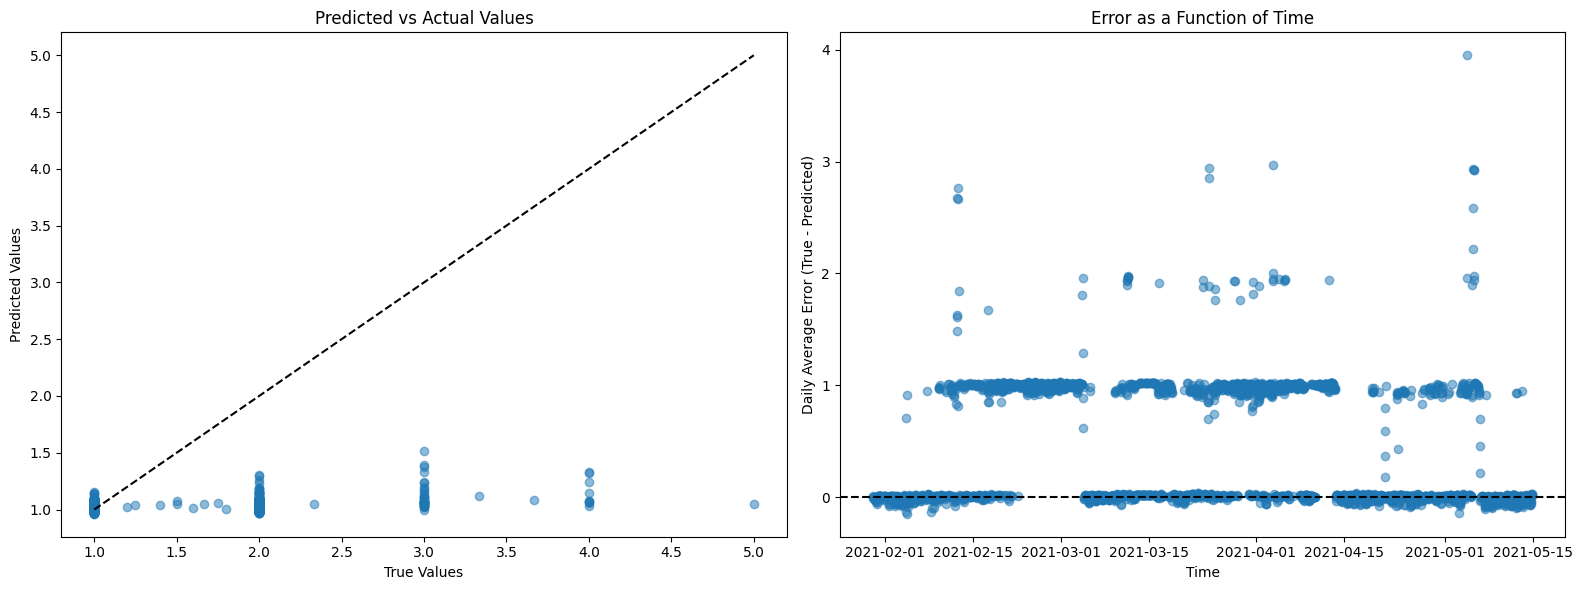 Predicted vs Actual Values
Predicted Values
5.0
4.5
4.0
3.5
3.0
2.5
2.0
1.5
1.0
1.0 1.5 2.0 2.5 3.0 3.5 4.0 4.5 5.0
True Values
Error as a Function of Time
Daily Average Error (True - Predicted)
4
3
2
1
0
2021-02-01 2021-02-15 2021-03-01 2021-03-15 2021-04-01 2021-04-15 2021-05-01 2021-05-15
Time